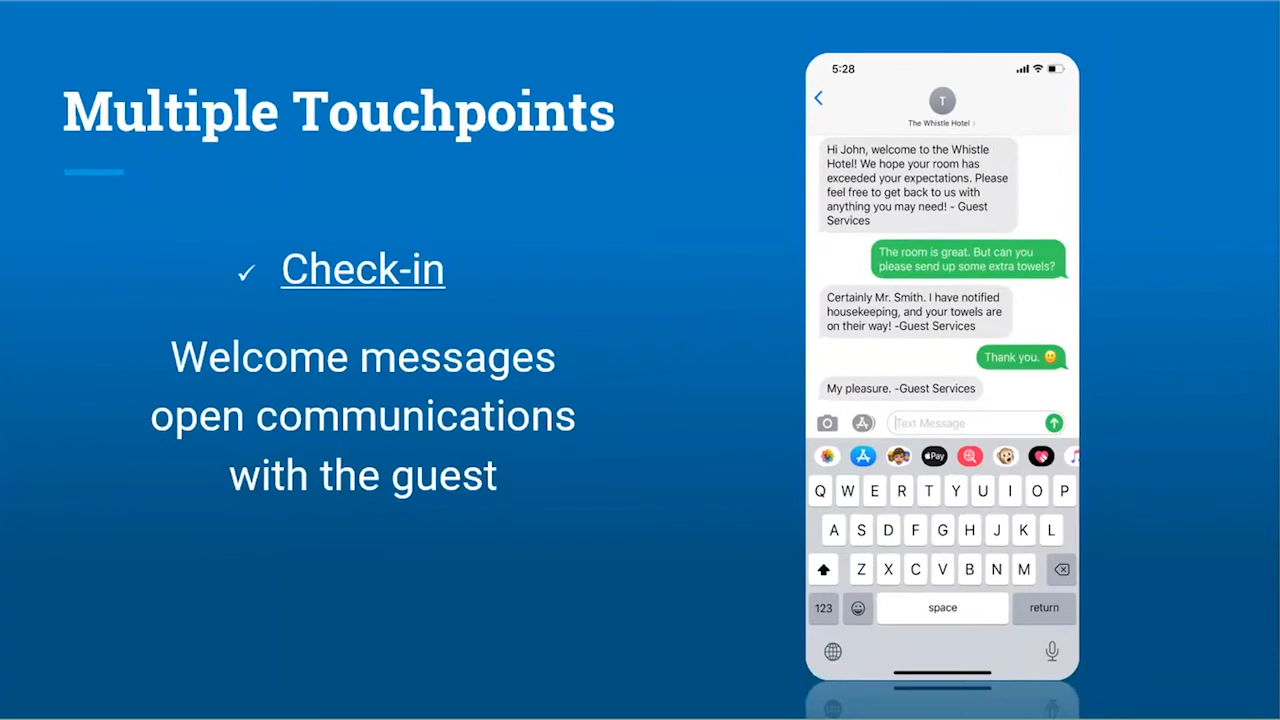 Multiple Touchpoints
✓ Check-in
Welcome messages
open communications
with the guest
5:28
T
The Whistle Hotel >
Hi John, welcome to the Whistle
Hotel! We hope your room has
exceeded your expectations. Please
feel free to get back to us with
anything you may need! - Guest
Services
The room is great. But can you
please send up some extra towels?
Certainly Mr. Smith. I have notified
housekeeping, and your towels are
on their way! -Guest Services
Thank you. 🙂
My pleasure. -Guest Services
Text Message
Pay
Q W E R T Y U I O P
A S D F G H J K L
Z X C V B N M
123 space return